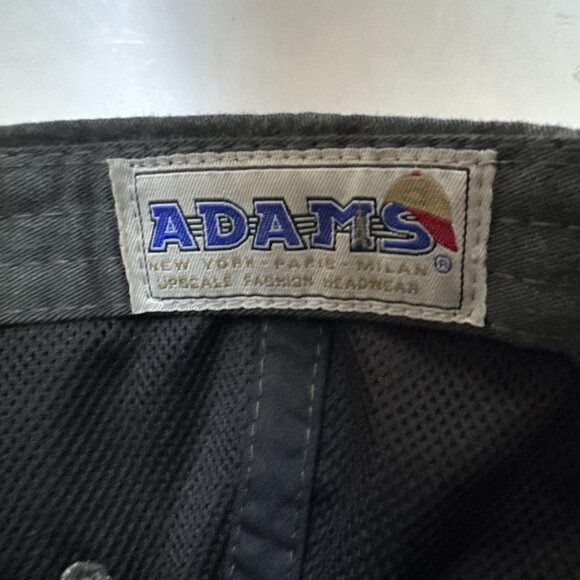 ADAMS
®
NEW YORK - PARIS - MILAN
UPSCALE FASHION HEADWEAR